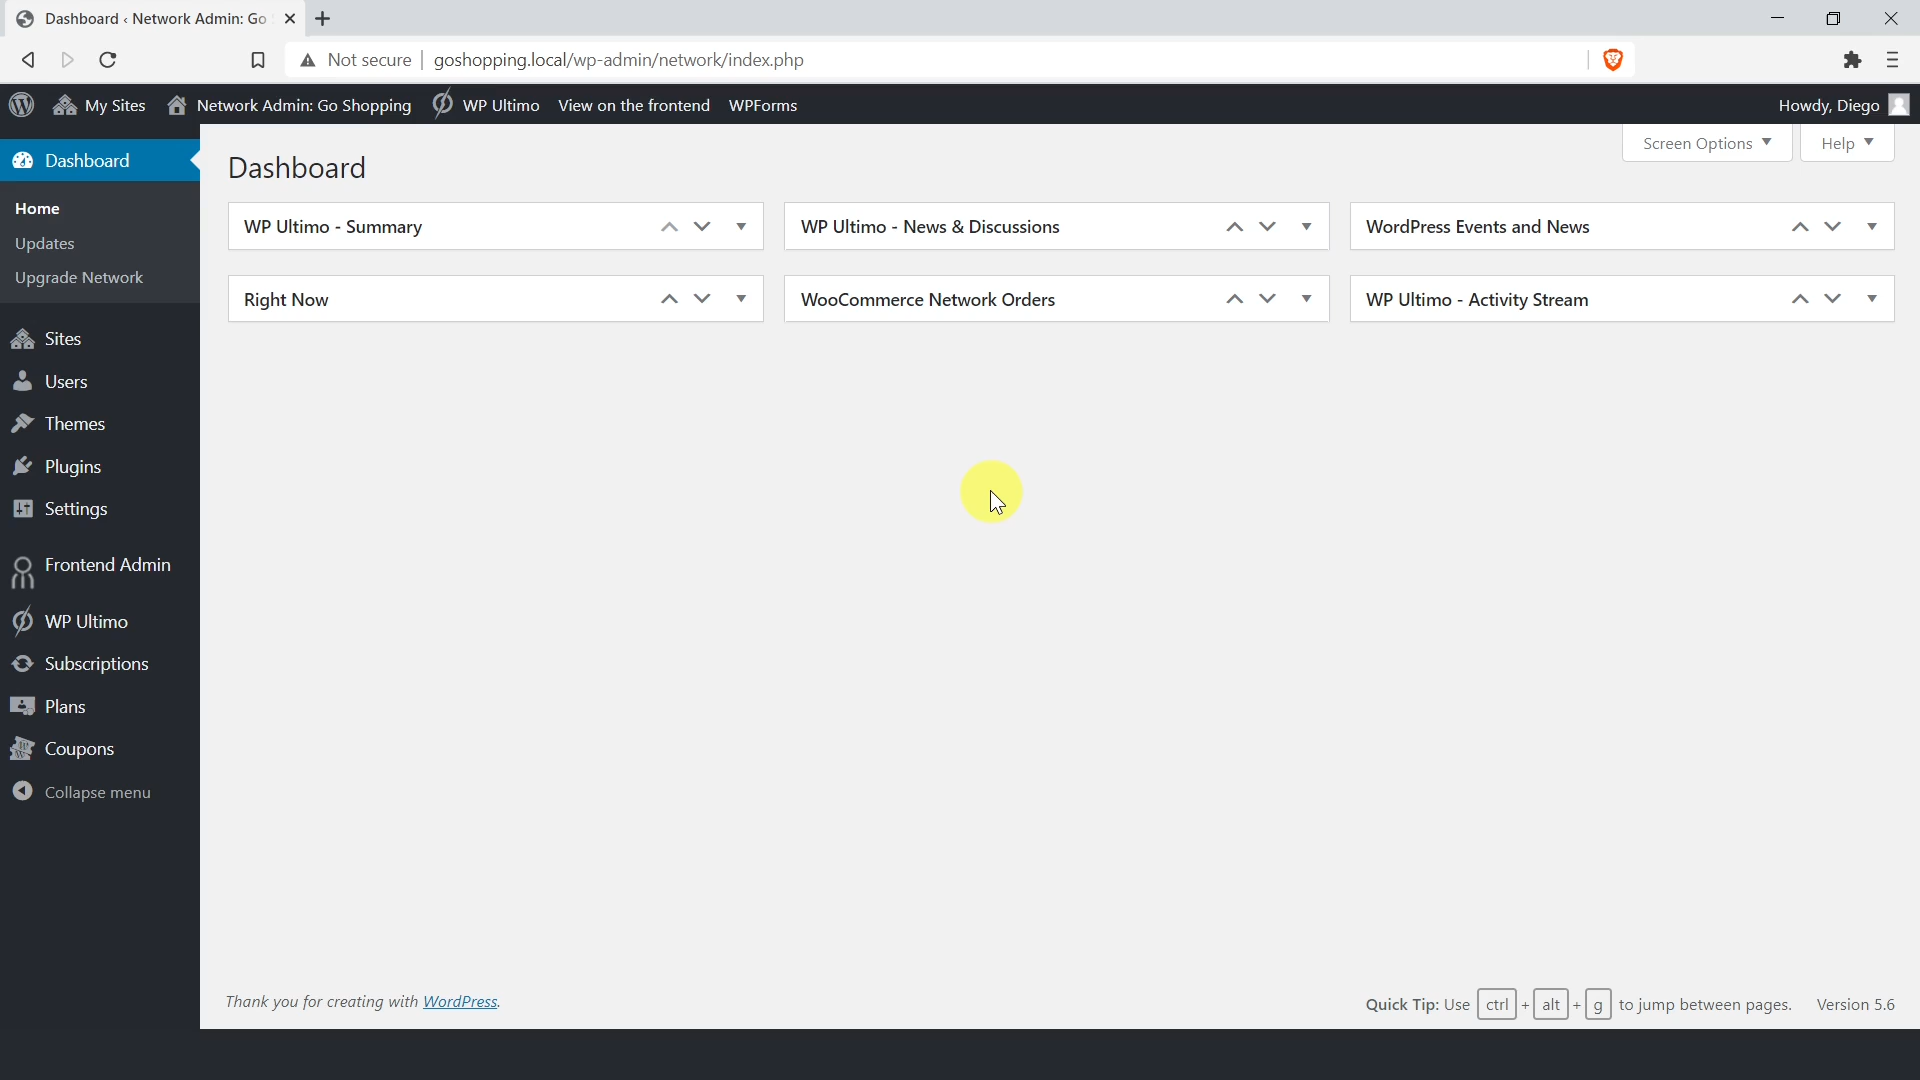 Dashboard ‹ Network Admin: Go
Not secure
goshopping.local/wp-admin/network/index.php
My Sites
Network Admin: Go Shopping
WP Ultimo
View on the frontend
WPForms
Howdy, Diego
Dashboard
Home
Updates
Upgrade Network
Sites
Users
Themes
Plugins
Settings
Frontend Admin
WP Ultimo
Subscriptions
Plans
Coupons
Collapse menu
Screen Options
Help
Dashboard
WP Ultimo - Summary
WP Ultimo - News & Discussions
WordPress Events and News
Right Now
WooCommerce Network Orders
WP Ultimo - Activity Stream
Thank you for creating with WordPress.
Quick Tip: Use ctrl + alt + g to jump between pages.
Version 5.6